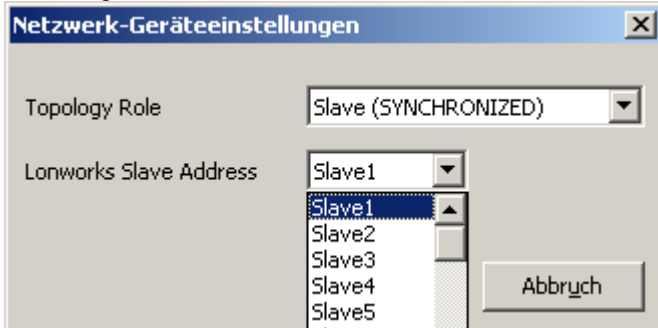 Netzwerk-Geräteeinstellungen
Topology Role
Slave (SYNCHRONIZED)
Lonworks Slave Address
Slave1
Slave1
Slave2
Slave3
Slave4
Slave5
Abbruch